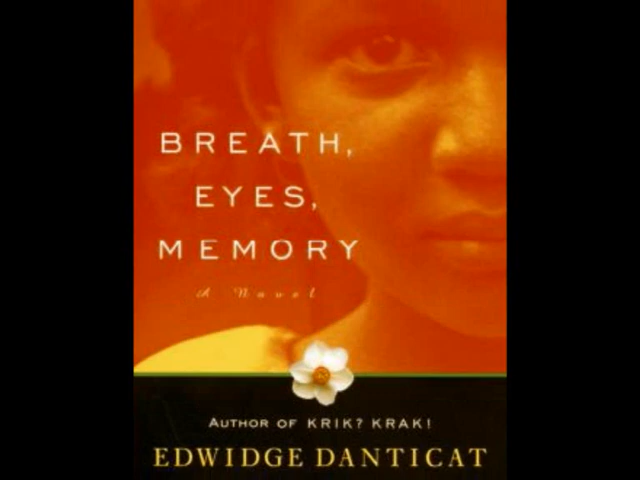 BREATH,
EYES,
MEMORY
A Novel
AUTHOR OF KRIK? KRAK!
EDWIDGE DANTICAT